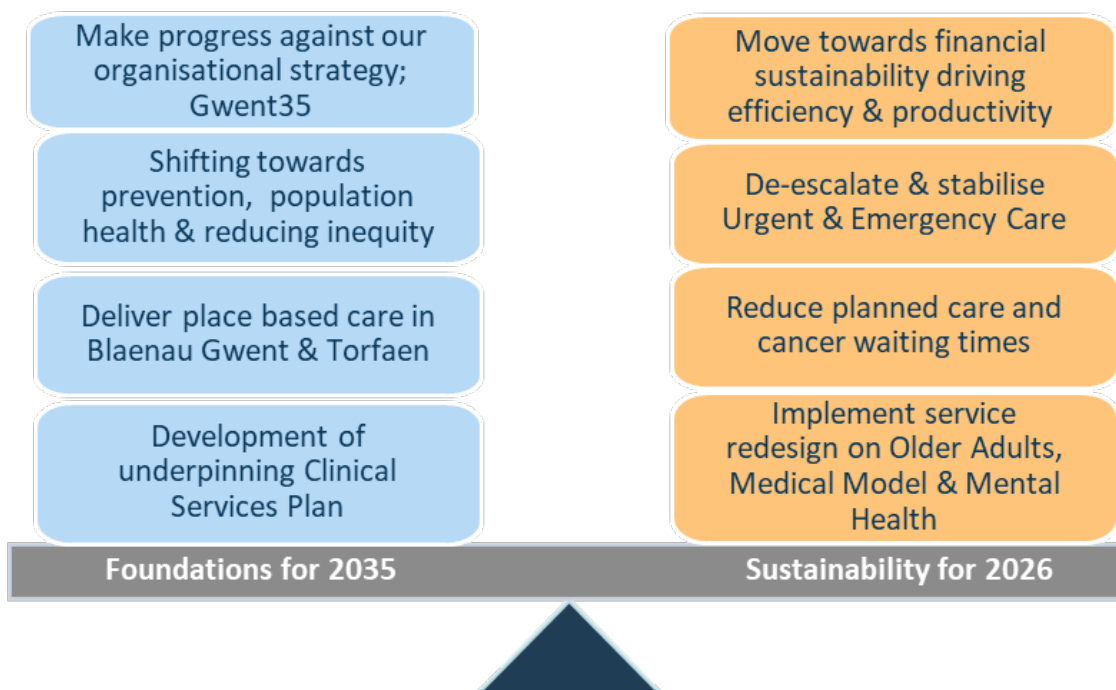 Make progress against our
organisational strategy;
Gwent35
Shifting towards
prevention, population
health & reducing inequity
Deliver place based care in
Blaenau Gwent & Torfaen
Development of
underpinning Clinical
Services Plan
Foundations for 2035
Move towards financial
sustainability driving
efficiency & productivity
De-escalate & stabilise
Urgent & Emergency Care
Reduce planned care and
cancer waiting times
Implement service
redesign on Older Adults,
Medical Model & Mental
Health
Sustainability for 2026